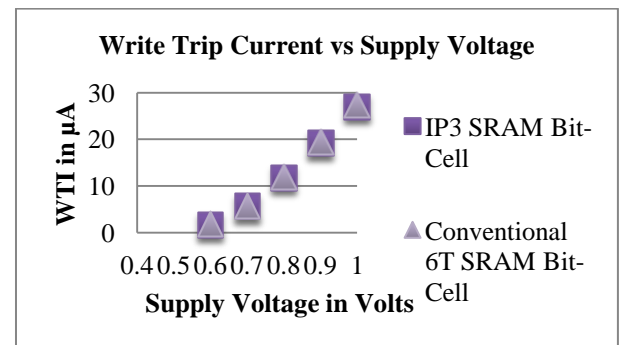 Write Trip Current vs Supply Voltage
WTI in µA
30
20
10
0
0.4 0.5 0.6 0.7 0.8 0.9 1
Supply Voltage in Volts
IP3 SRAM Bit-
Cell
Conventional
6T SRAM Bit-
Cell